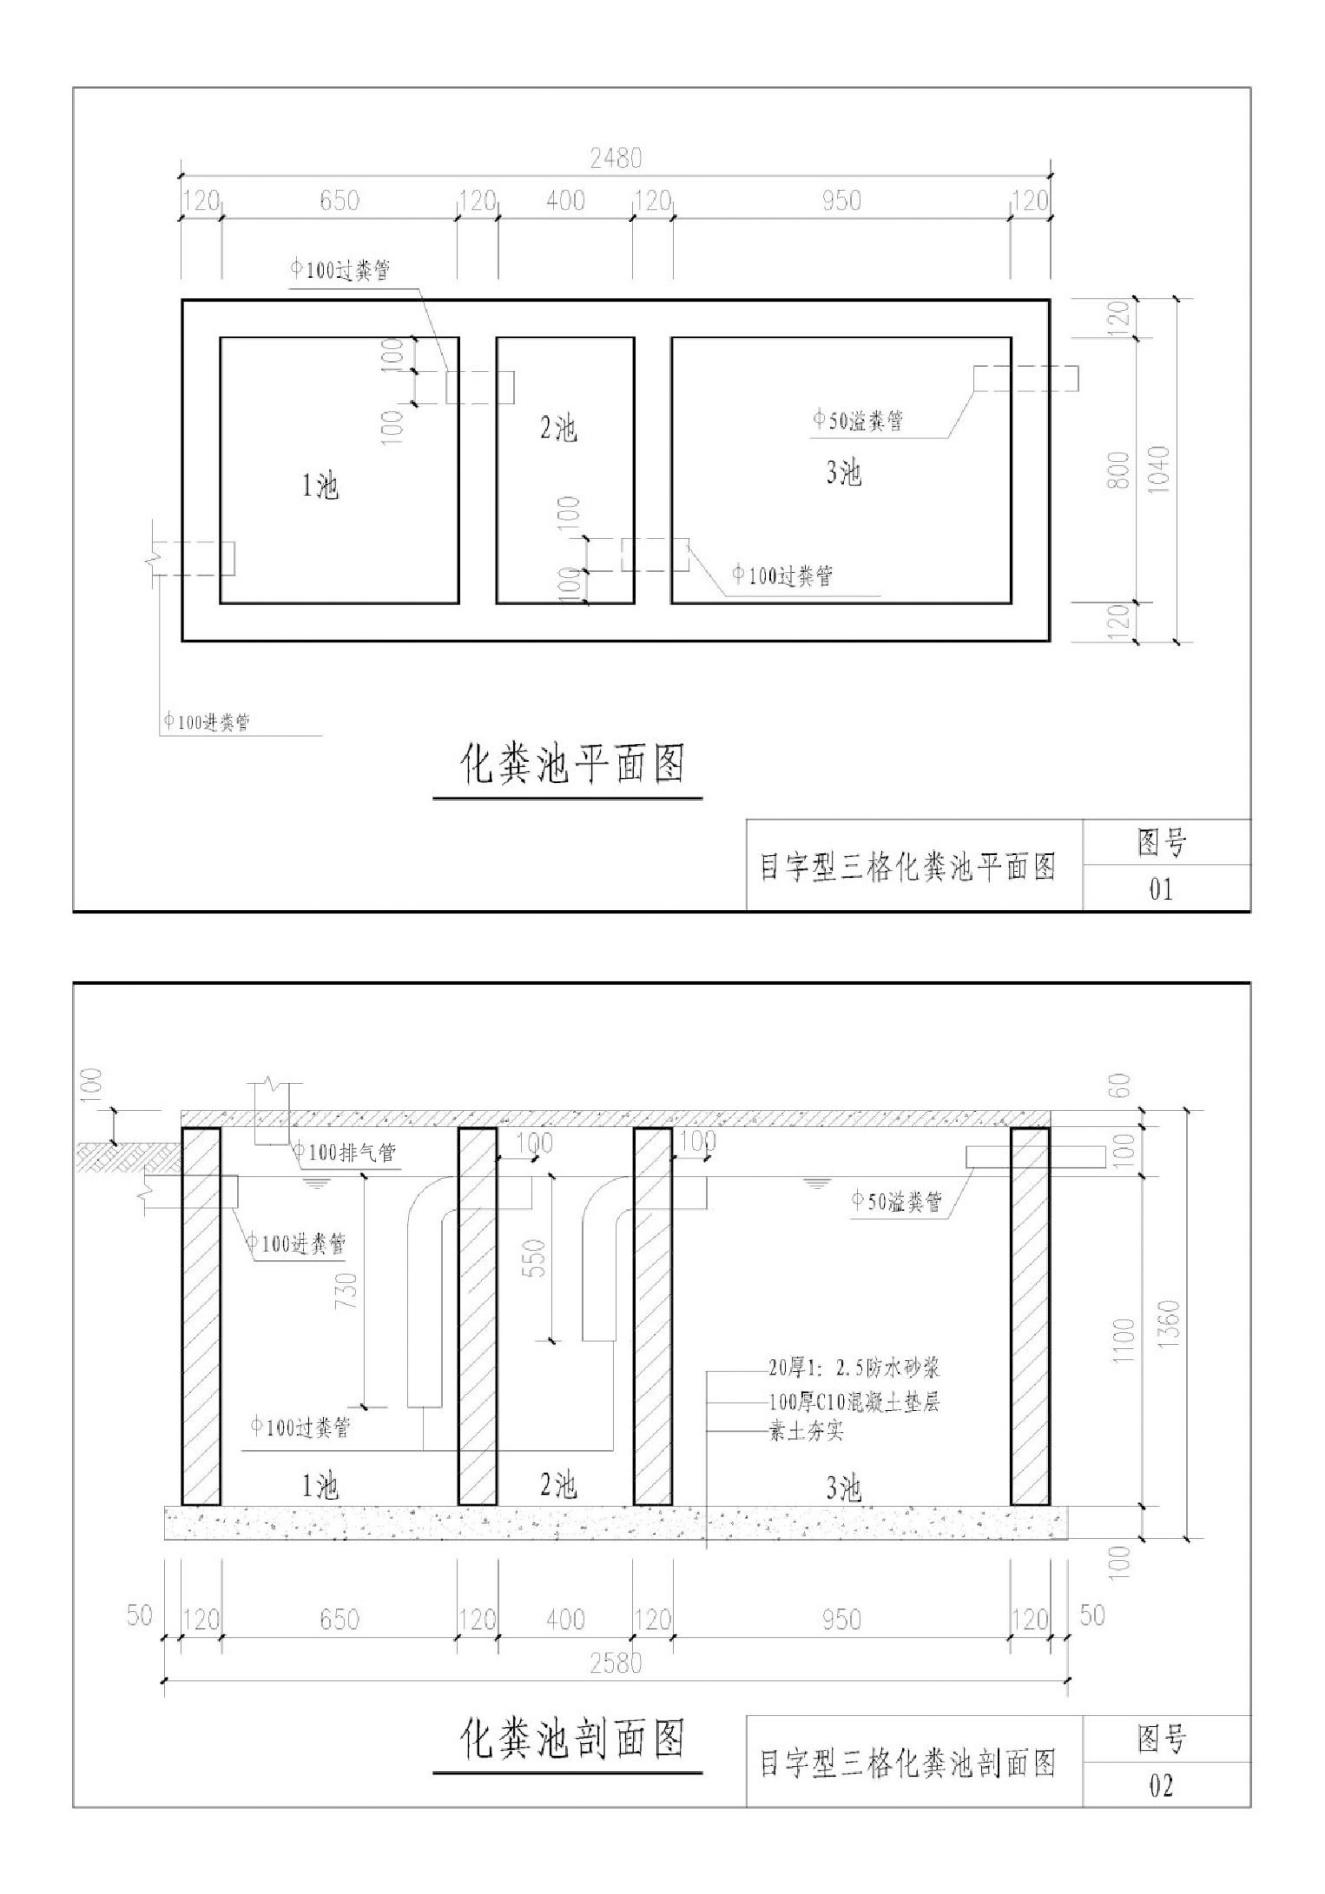 2480
120 650 120 400 120 950 120
ϕ100过粪管
120
100
100
2池
ϕ50溢粪管
800
1040
3池
1池
100
100
ϕ100过粪管
120
ϕ100进粪管
化粪池平面图
目字型三格化粪池平面图
图号
01
100
60
100
100
100
ϕ100排气管
ϕ50溢粪管
ϕ100进粪管
550
730
1100
1360
20厚1：2.5防水砂浆
100厚C10混凝土垫层
素土夯实
ϕ100过粪管
1池
2池
3池
100
50 120 650 120 400 120 950 120 50
2580
化粪池剖面图
目字型三格化粪池剖面图
图号
02